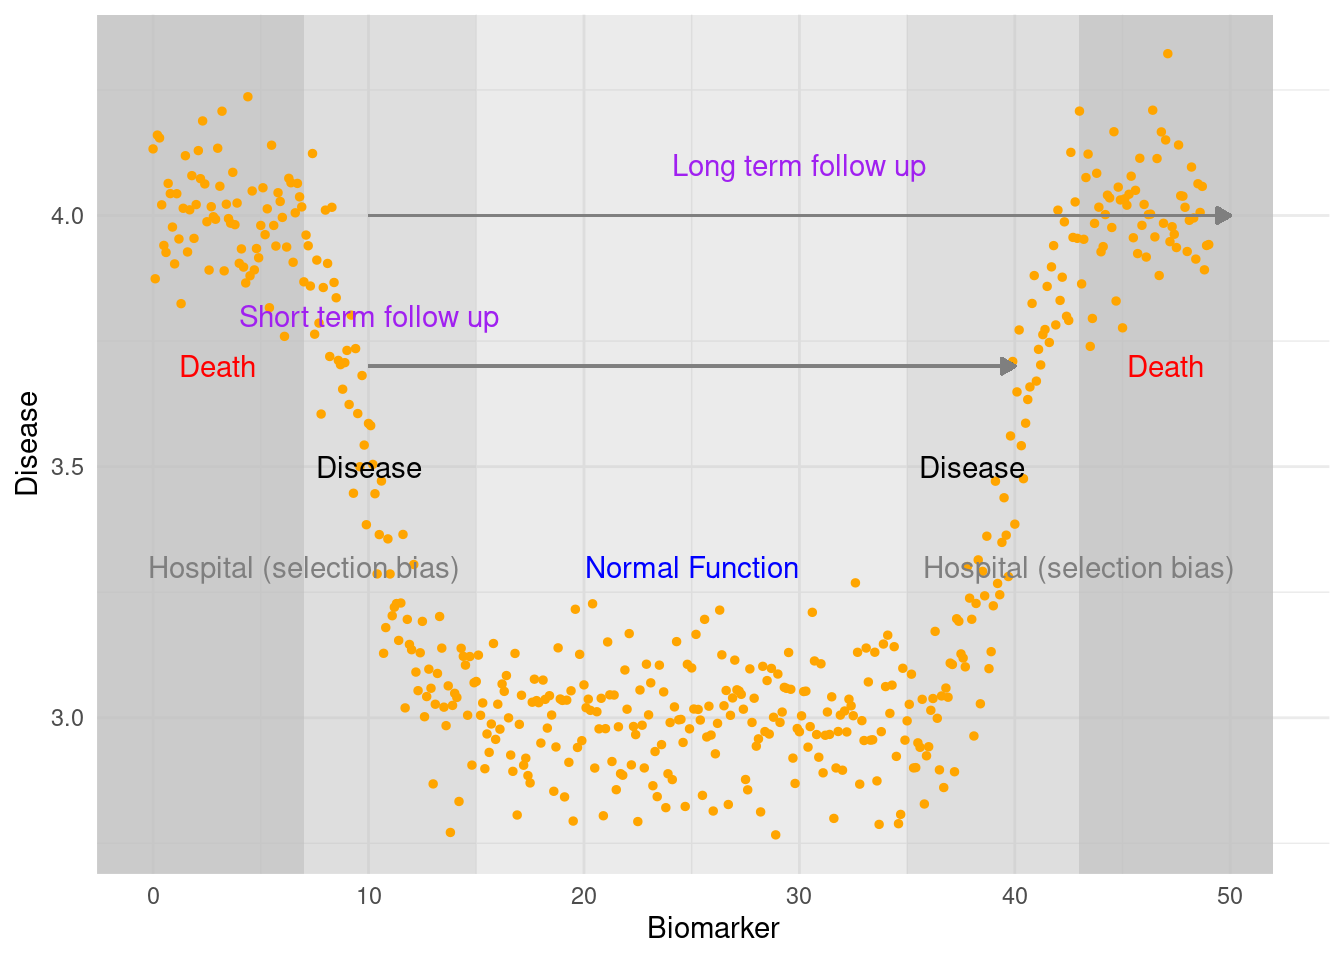 Long term follow up
4.0
Short term follow up
Death
Death
Disease
3.5
Disease
Disease
Hospital (selection bias)
Normal Function
Hospital (selection bias)
3.0
0
10
20
30
40
50
Biomarker